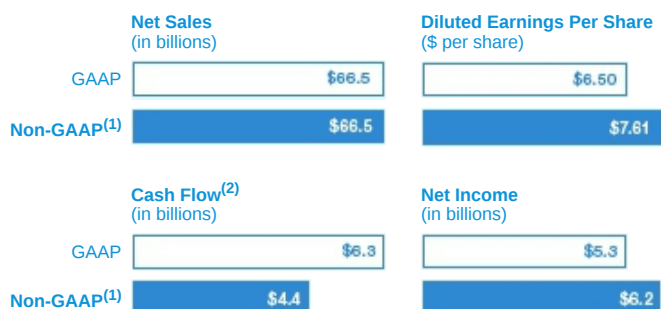 Net Sales
(in billions)
GAAP $66.5
Non-GAAP(1) $66.5
Diluted Earnings Per Share
($ per share)
$6.50
$7.61
Cash Flow(2)
(in billions)
GAAP $6.3
Non-GAAP(1) $4.4
Net Income
(in billions)
$5.3
$6.2